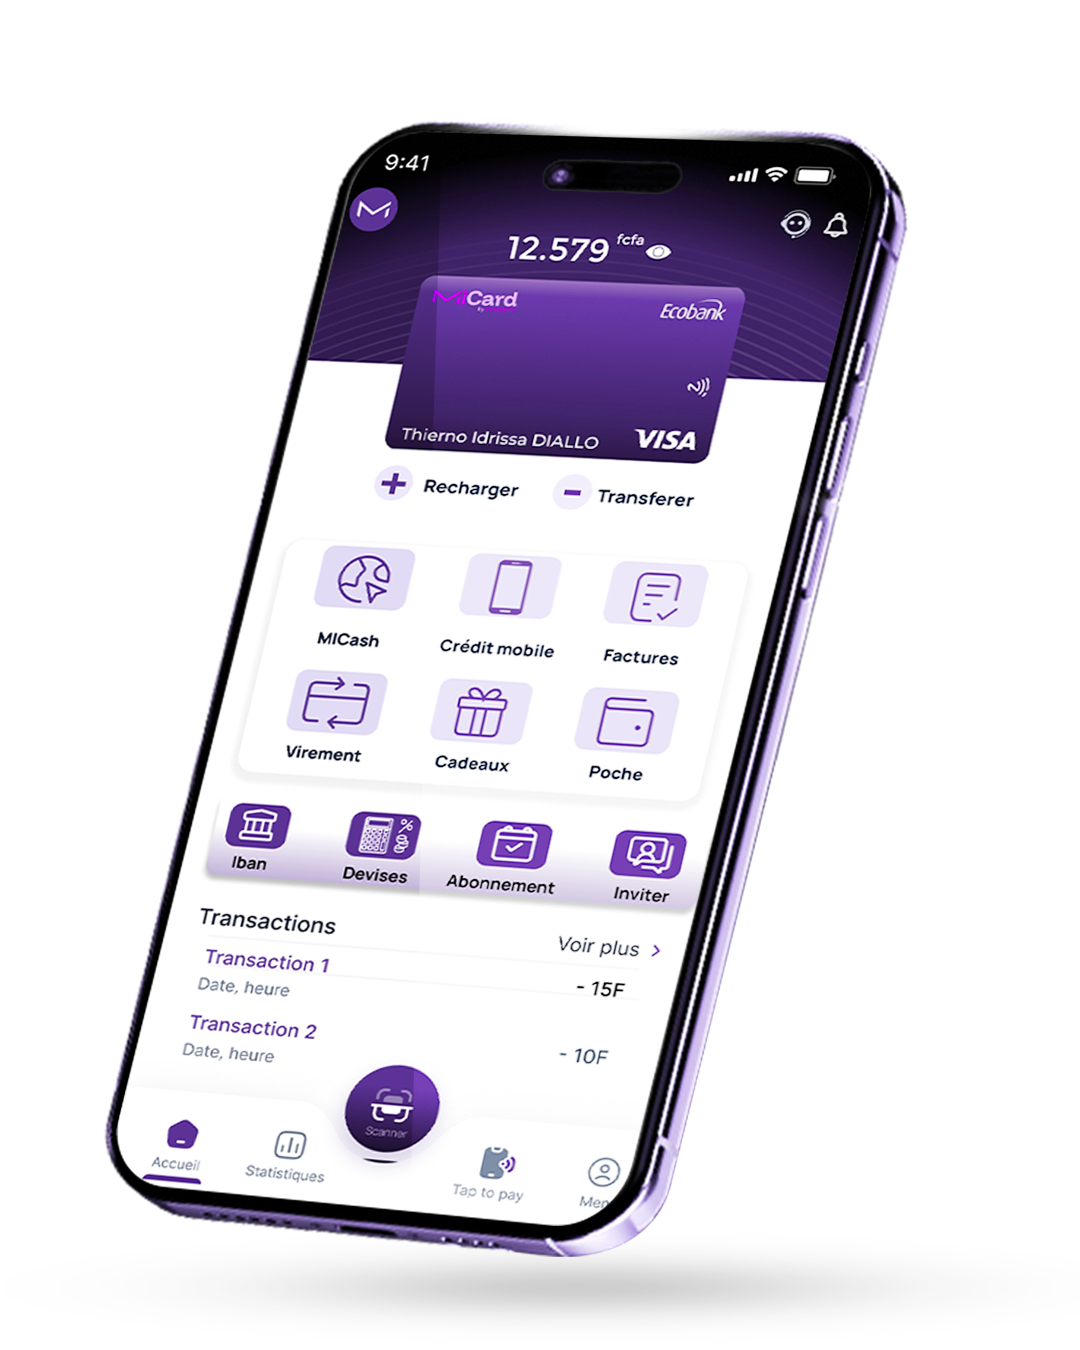 9:41
12.579 fcfa
MiCard
Ecobank
Thierno Idrissa DIALLO
VISA
Recharger
Transferer
MICash
Crédit mobile
Factures
Virement
Cadeaux
Poche
%
Iban
Devises
Abonnement
Inviter
Transactions
Voir plus >
Transaction 1
- 15F
Date, heure
Transaction 2
- 10F
Date, heure
Scanner
Accueil
Statistiques
Tap to pay
Men